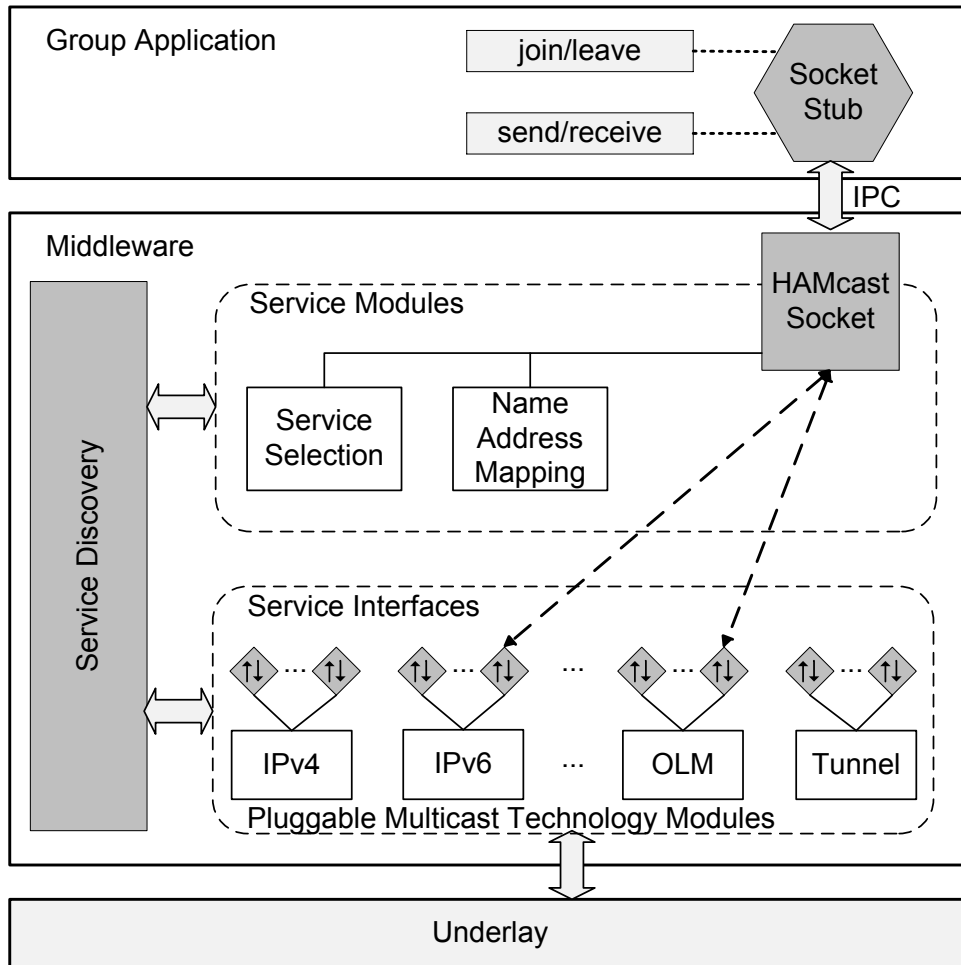 Group Application
join/leave
send/receive
Socket
Stub
IPC
Middleware
HAMcast
Socket
Service Modules
Service
Selection
Name
Address
Mapping
Service Discovery
Service Interfaces
↑↓ ... ↑↓ ↑↓ ... ↑↓ ... ↑↓ ... ↑↓ ↑↓ ... ↑↓
IPv4 IPv6 ... OLM Tunnel
Pluggable Multicast Technology Modules
Underlay